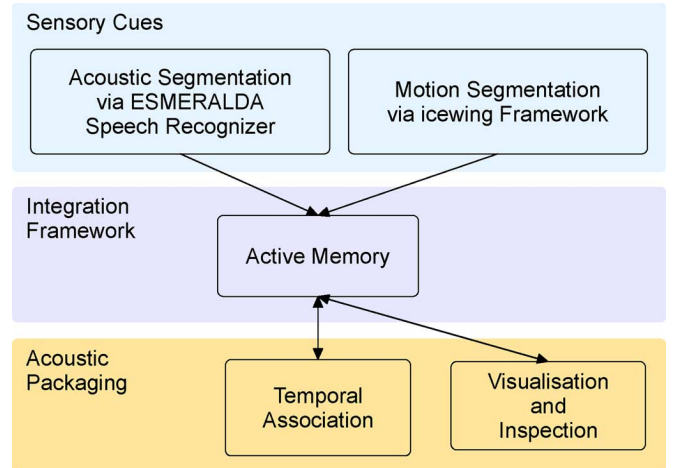 Sensory Cues
Acoustic Segmentation
via ESMERALDA
Speech Recognizer
Motion Segmentation
via icewing Framework
Integration
Framework
Active Memory
Acoustic
Packaging
Temporal
Association
Visualisation
and
Inspection